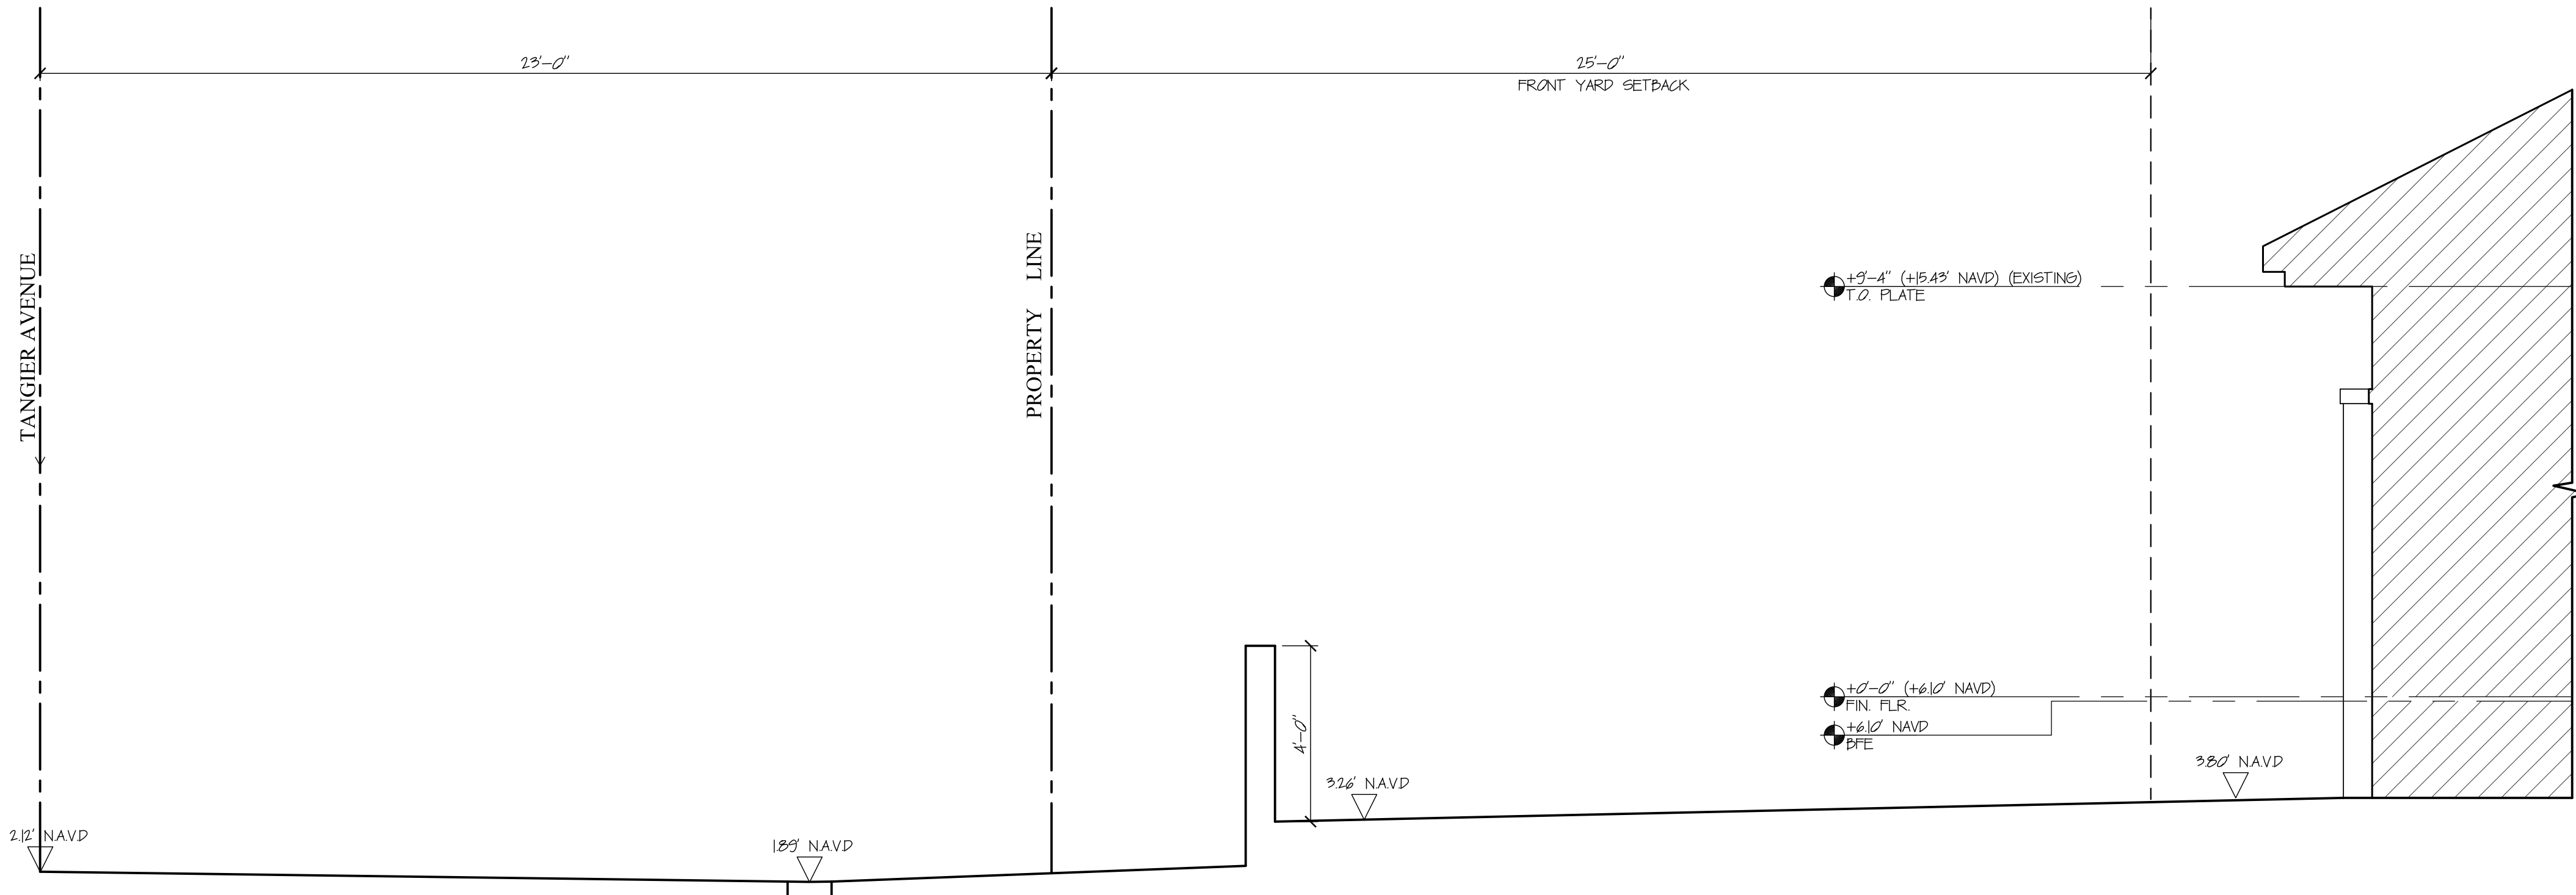 23'-0"
25'-0"
FRONT YARD SETBACK
TANGIER AVENUE
PROPERTY LINE
+9'-4" (+15.43' NAVD) (EXISTING)
T.O. PLATE
+0'-0" (+6.10' NAVD)
FIN. FLR.
+6.10' NAVD
BFE
4'-0"
3.80' N.A.V.D
3.26' N.A.V.D
2.12' N.A.V.D
1.89' N.A.V.D